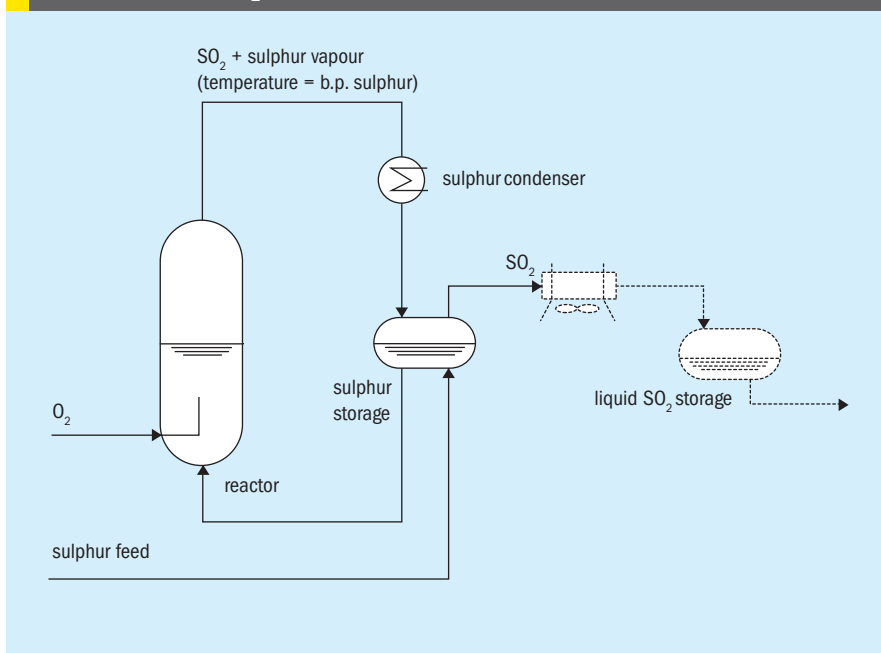 SO₂ + sulphur vapour
(temperature = b.p. sulphur)
sulphur condenser
SO₂
sulphur
storage
liquid SO₂ storage
O₂
reactor
sulphur feed